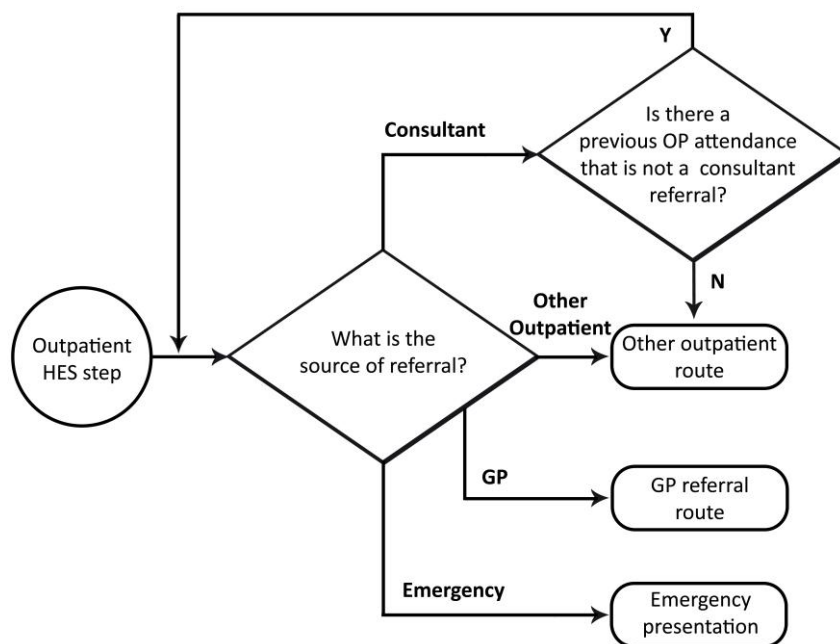 Y
Is there a
previous OP attendance
that is not a consultant
referral?
Consultant
N
Other
Outpatient
What is the
source of referral?
Outpatient
HES step
Other outpatient
route
GP
GP referral
route
Emergency
Emergency
presentation